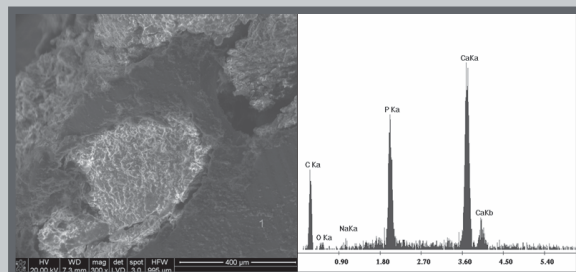 1
HV WD mag det spot HFW
20.00 kV 7.3 mm 300 x LVD 3.0 995 µm
400 µm
CaKa
P Ka
C Ka
CaKb
NaKa
O Ka
0.90 1.80 2.70 3.60 4.50 5.40